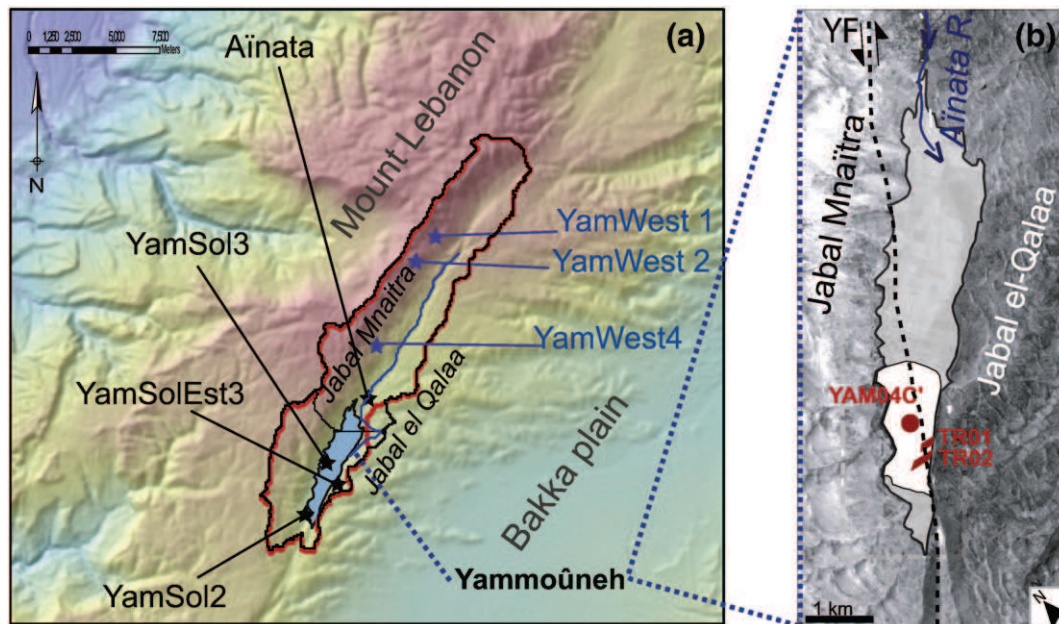 0 1,250 2,500 5,000 7,500
Meters
Aïnata
(a)
N
Mount Lebanon
YamSol3
YamWest 1
YamWest 2
Jabal Mnaitra
YamWest4
YamSolEst3
Jabal el Qalaa
Bakka plain
YamSol2
Yammoûneh
YF
(b)
Aïnata R.
Jabal Mnaïtra
Jabal el-Qalaa
YAM04C'
TR01
TR02
1 km
N